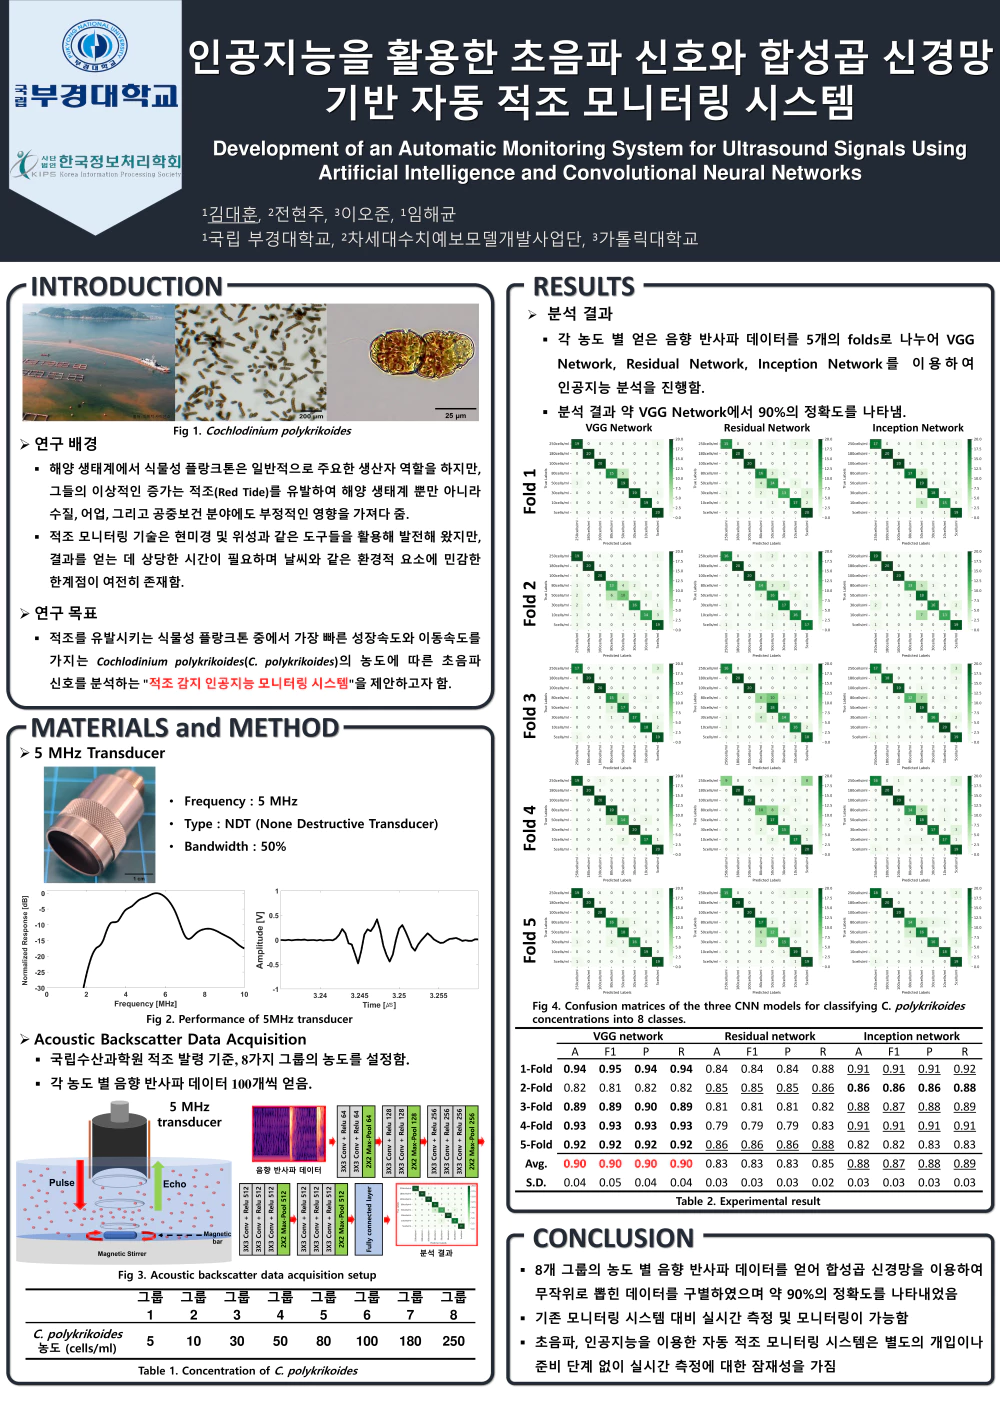 인공지능을 활용한 초음파 신호와 합성곱 신경망
기반 자동 적조 모니터링 시스템
Development of an Automatic Monitoring System for Ultrasound Signals Using
Artificial Intelligence and Convolutional Neural Networks
¹김대훈, ²전현주, ³이오준, ¹임해균
¹국립 부경대학교, ²차세대수치예보모델개발사업단, ³가톨릭대학교
부경대학교
국립 부경대학교
사단법인 한국정보처리학회
KIPS Korea Information Processing Society
INTRODUCTION
200 μm
25 μm
Fig 1. Cochlodinium polykrikoides
➢ 연구 배경
▪ 해양 생태계에서 식물성 플랑크톤은 일반적으로 주요한 생산자 역할을 하지만,
그들의 이상적인 증가는 적조(Red Tide)를 유발하여 해양 생태계 뿐만 아니라
수질, 어업, 그리고 공중보건 분야에도 부정적인 영향을 가져다 줌.
▪ 적조 모니터링 기술은 현미경 및 위성과 같은 도구들을 활용해 발전해 왔지만,
결과를 얻는 데 상당한 시간이 필요하며 날씨와 같은 환경적 요소에 민감한
한계점이 여전히 존재함.
➢ 연구 목표
▪ 적조를 유발시키는 식물성 플랑크톤 중에서 가장 빠른 성장속도와 이동속도를
가지는 Cochlodinium polykrikoides(C. polykrikoides)의 농도에 따른 초음파
신호를 분석하는 "적조 감지 인공지능 모니터링 시스템"을 제안하고자 함.
MATERIALS and METHOD
➢ 5 MHz Transducer
• Frequency : 5 MHz
• Type : NDT (None Destructive Transducer)
• Bandwidth : 50%
1 cm
Normalized Response [dB]
0
-5
-10
-15
-20
-25
-30
0 2 4 6 8 10
Frequency [MHz]
Amplitude [V]
1
0.5
0
-0.5
-1
3.24 3.245 3.25 3.255
Time [㎲]
Fig 2. Performance of 5MHz transducer
➢ Acoustic Backscatter Data Acquisition
▪ 국립수산과학원 적조 발령 기준, 8가지 그룹의 농도를 설정함.
▪ 각 농도 별 음향 반사파 데이터 100개씩 얻음.
5 MHz
transducer
Pulse
Echo
Magnetic
bar
Magnetic Stirrer
음향 반사파 데이터
3X3 Conv + Relu 64
3X3 Conv + Relu 64
2X2 Max-Pool 64
3X3 Conv + Relu 128
3X3 Conv + Relu 128
2X2 Max-Pool 128
3X3 Conv + Relu 256
3X3 Conv + Relu 256
3X3 Conv + Relu 256
2X2 Max-Pool 256
3X3 Conv + Relu 512
3X3 Conv + Relu 512
3X3 Conv + Relu 512
2X2 Max-Pool 512
3X3 Conv + Relu 512
3X3 Conv + Relu 512
3X3 Conv + Relu 512
2X2 Max-Pool 512
Fully connected layer
분석 결과
Fig 3. Acoustic backscatter data acquisition setup
그룹 그룹 그룹 그룹 그룹 그룹 그룹 그룹
1 2 3 4 5 6 7 8
C. polykrikoides
농도 (cells/ml) 5 10 30 50 80 100 180 250
Table 1. Concentration of C. polykrikoides
RESULTS
➢ 분석 결과
▪ 각 농도 별 얻은 음향 반사파 데이터를 5개의 folds로 나누어 VGG
Network, Residual Network, Inception Network를 이용하여
인공지능 분석을 진행함.
▪ 분석 결과 약 VGG Network에서 90%의 정확도를 나타냄.
VGG Network Residual Network Inception Network
Fold 1
Fold 2
Fold 3
Fold 4
Fold 5
Fig 4. Confusion matrices of the three CNN models for classifying C. polykrikoides
concentrations into 8 classes.
VGG network Residual network Inception network
A F1 P R A F1 P R A F1 P R
1-Fold 0.94 0.95 0.94 0.94 0.84 0.84 0.84 0.88 0.91 0.91 0.91 0.92
2-Fold 0.82 0.81 0.82 0.82 0.85 0.85 0.85 0.86 0.86 0.86 0.86 0.88
3-Fold 0.89 0.89 0.90 0.89 0.81 0.81 0.81 0.82 0.88 0.87 0.88 0.89
4-Fold 0.93 0.93 0.93 0.93 0.79 0.79 0.79 0.83 0.91 0.91 0.91 0.91
5-Fold 0.92 0.92 0.92 0.92 0.86 0.86 0.86 0.88 0.82 0.82 0.83 0.83
Avg. 0.90 0.90 0.90 0.90 0.83 0.83 0.83 0.85 0.88 0.87 0.88 0.89
S.D. 0.04 0.05 0.04 0.04 0.03 0.03 0.03 0.02 0.03 0.03 0.03 0.03
Table 2. Experimental result
CONCLUSION
▪ 8개 그룹의 농도 별 음향 반사파 데이터를 얻어 합성곱 신경망을 이용하여
무작위로 뽑힌 데이터를 구별하였으며 약 90%의 정확도를 나타내었음
▪ 기존 모니터링 시스템 대비 실시간 측정 및 모니터링이 가능함
▪ 초음파, 인공지능을 이용한 자동 적조 모니터링 시스템은 별도의 개입이나
준비 단계 없이 실시간 측정에 대한 잠재성을 가짐